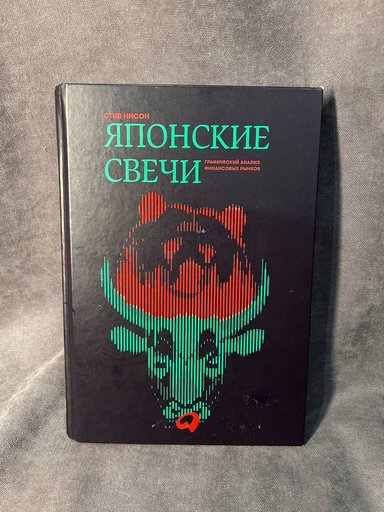 СТИВ НИСОН
ЯПОНСКИЕ
СВЕЧИ
ГРАФИЧЕСКИЙ АНАЛИЗ
ФИНАНСОВЫХ РЫНКОВ